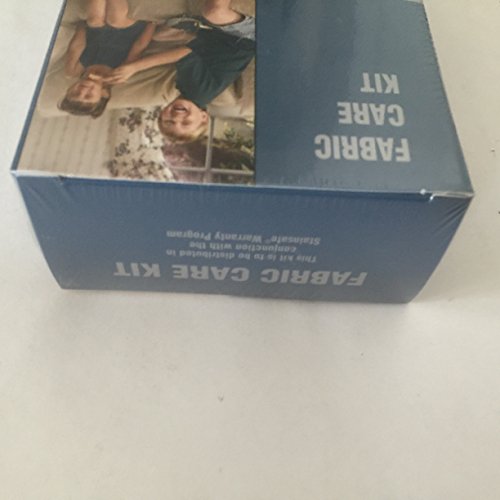 FABRIC
CARE
KIT
FABRIC CARE KIT
This kit is to be distributed in
conjunction with the
Stainsafe® Warranty Program